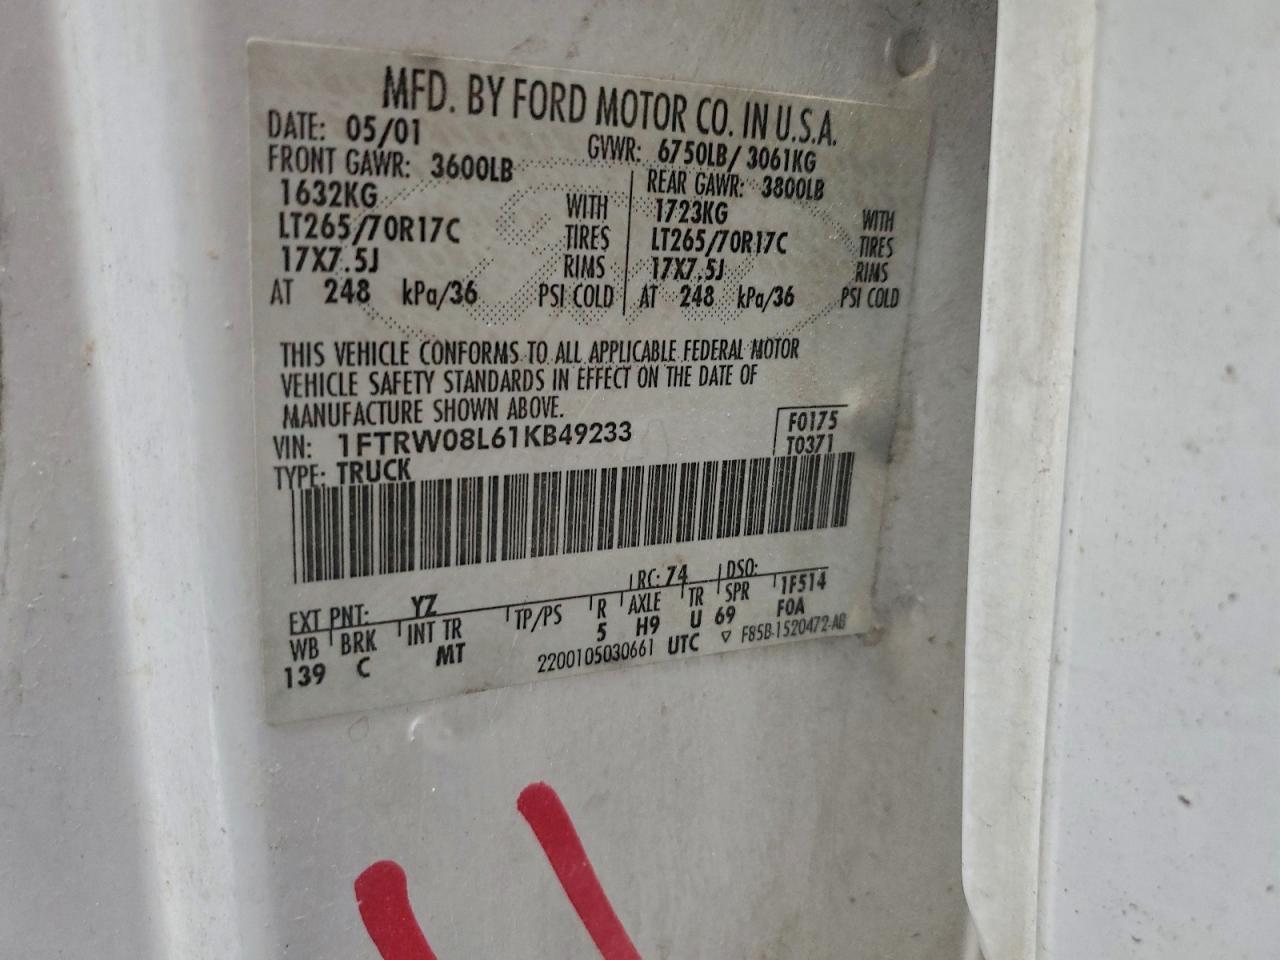 MFD. BY FORD MOTOR CO. IN U.S.A.
DATE: 05/01 GVWR: 6750LB/ 3061KG
FRONT GAWR: 3600LB REAR GAWR: 3800LB
1632KG WITH 1723KG WITH
LT265/70R17C TIRES LT265/70R17C TIRES
17X7.5J RIMS 17X7.5J RIMS
AT 248 kPa/36 PSI COLD AT 248 kPa/36 PSI COLD
THIS VEHICLE CONFORMS TO ALL APPLICABLE FEDERAL MOTOR
VEHICLE SAFETY STANDARDS IN EFFECT ON THE DATE OF
MANUFACTURE SHOWN ABOVE.
VIN: 1FTRW08L61KB49233 F0175
TYPE: TRUCK T0371
EXT PNT: YZ RC: 74 DSO:
WB BRK INT TR TP/PS R AXLE TR SPR 1F514
139 C MT 5 H9 U 69 FOA
2200105030661 UTC ▽ F85B-1520472-AB